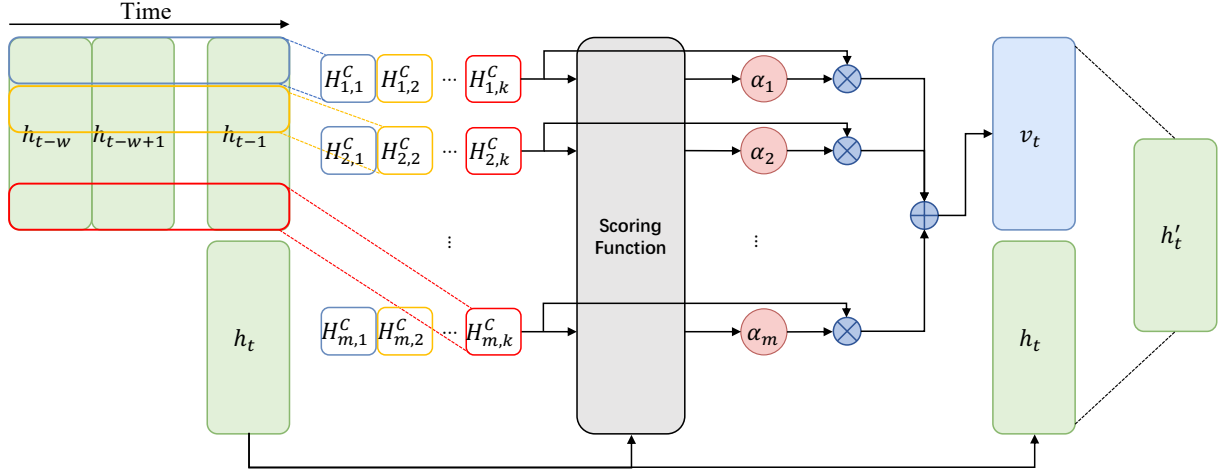 Time
h_{t-w} h_{t-w+1} h_{t-1}
H^C_{1,1} H^C_{1,2} ... H^C_{1,k}
α_1
H^C_{2,1} H^C_{2,2} ... H^C_{2,k}
α_2
⋮
Scoring
Function
⋮
H^C_{m,1} H^C_{m,2} ... H^C_{m,k}
α_m
h_t
v_t
h_t
h'_t